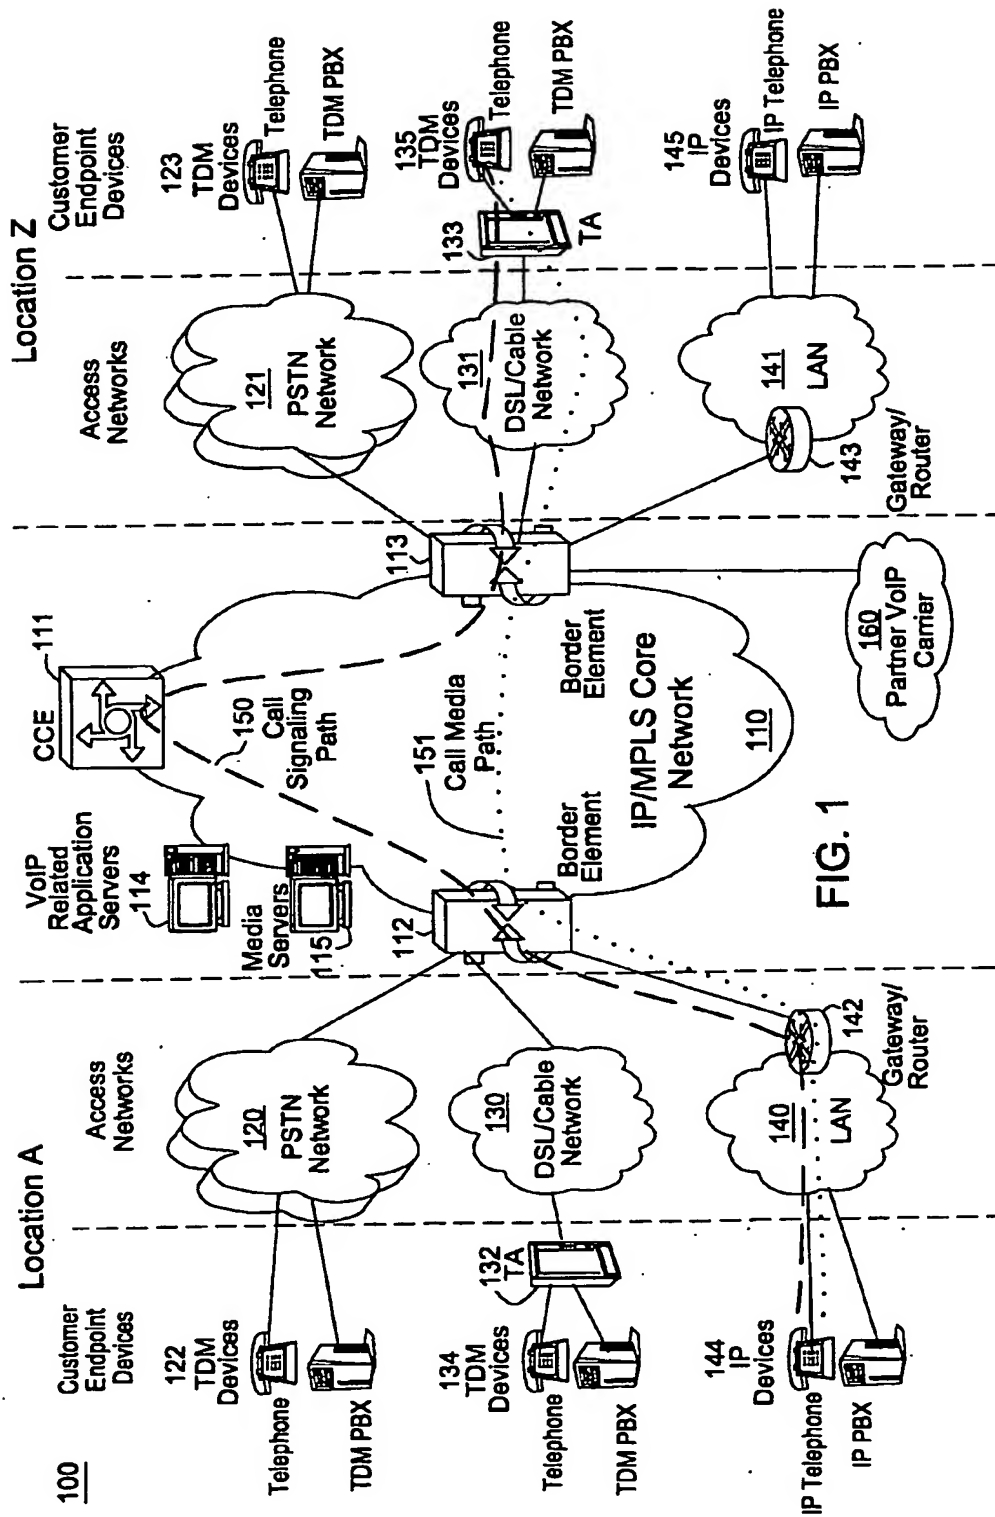 100
Location A
Location Z
Customer
Endpoint
Devices
Access
Networks
VoIP
Related
Application
Servers
114
CCE
111
Access
Networks
Customer
Endpoint
Devices
122
TDM
Devices
Telephone
TDM PBX
120
PSTN
Network
Media
Servers
115
112
150
Call
Signaling
Path
113
121
PSTN
Network
123
TDM
Devices
Telephone
TDM PBX
134
TDM
Devices
Telephone
TDM PBX
132
TA
130
DSL/Cable
Network
151
Call Media
Path
131
DSL/Cable
Network
133
TA
135
TDM
Devices
Telephone
TDM PBX
Border
Element
Border
Element
IP/MPLS Core
Network
110
144
IP
Devices
IP Telephone
IP PBX
140
LAN
142
Gateway/
Router
160
Partner VoIP
Carrier
143
Gateway/
Router
141
LAN
145
IP
Devices
IP Telephone
IP PBX
FIG. 1